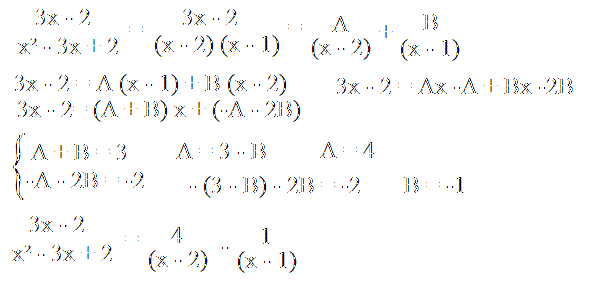 (3x - 2)/(x² - 3x + 2) = (3x - 2)/((x - 2)(x - 1)) = A/(x - 2) + B/(x - 1)
3x - 2 = A (x - 1) + B (x - 2)    3x - 2 = Ax - A + Bx - 2B
3x - 2 = (A + B) x + (-A - 2B)
{ A + B = 3    A = 3 - B    A = 4
-A - 2B = -2    - (3 - B) - 2B = -2    B = -1
(3x - 2)/(x² - 3x + 2) = 4/(x - 2) - 1/(x - 1)